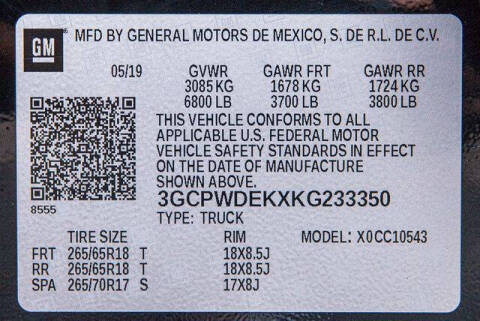 GM MFD BY GENERAL MOTORS DE MEXICO, S. DE R.L. DE C.V.
05/19 GVWR GAWR FRT GAWR RR
3085 KG 1678 KG 1724 KG
6800 LB 3700 LB 3800 LB
THIS VEHICLE CONFORMS TO ALL
APPLICABLE U.S. FEDERAL MOTOR
VEHICLE SAFETY STANDARDS IN EFFECT
ON THE DATE OF MANUFACTURE
SHOWN ABOVE.
8555
3GCPWDEKXKG233350
TYPE: TRUCK
TIRE SIZE RIM MODEL: X0CC10543
FRT 265/65R18 T 18X8.5J
RR 265/65R18 T 18X8.5J
SPA 265/70R17 S 17X8J